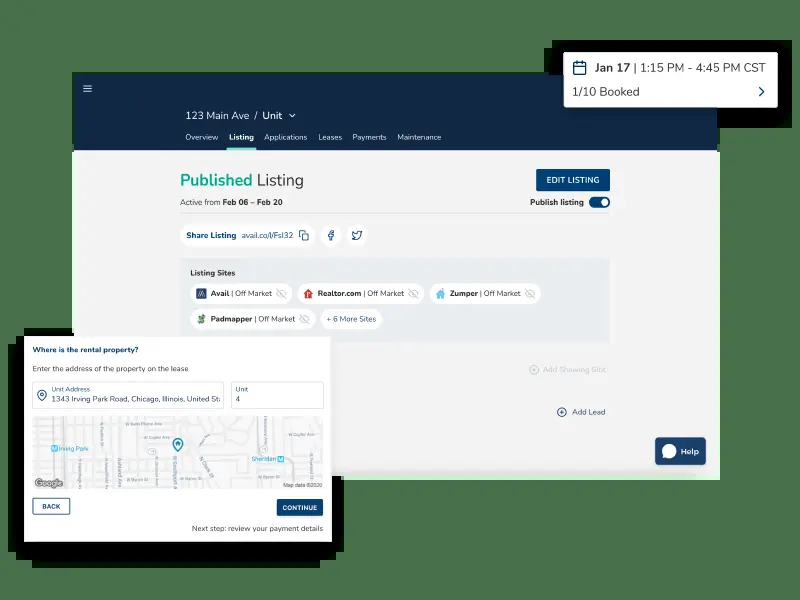 Jan 17 | 1:15 PM - 4:45 PM CST
1/10 Booked
123 Main Ave / Unit
Overview Listing Applications Leases Payments Maintenance
Published Listing
EDIT LISTING
Active from Feb 06 – Feb 20
Publish listing
Share Listing avail.co/l/FsI32
Listing Sites
Avail | Off Market
Realtor.com | Off Market
Zumper | Off Market
Padmapper | Off Market
+ 6 More Sites
Add Showing Slot
Add Lead
Help
Where is the rental property?
Enter the address of the property on the lease
Unit Address
1343 Irving Park Road, Chicago, Illinois, United St
Unit
4
Irving Park
Sheridan
Google
Map data ©2020
BACK
CONTINUE
Next step: review your payment details